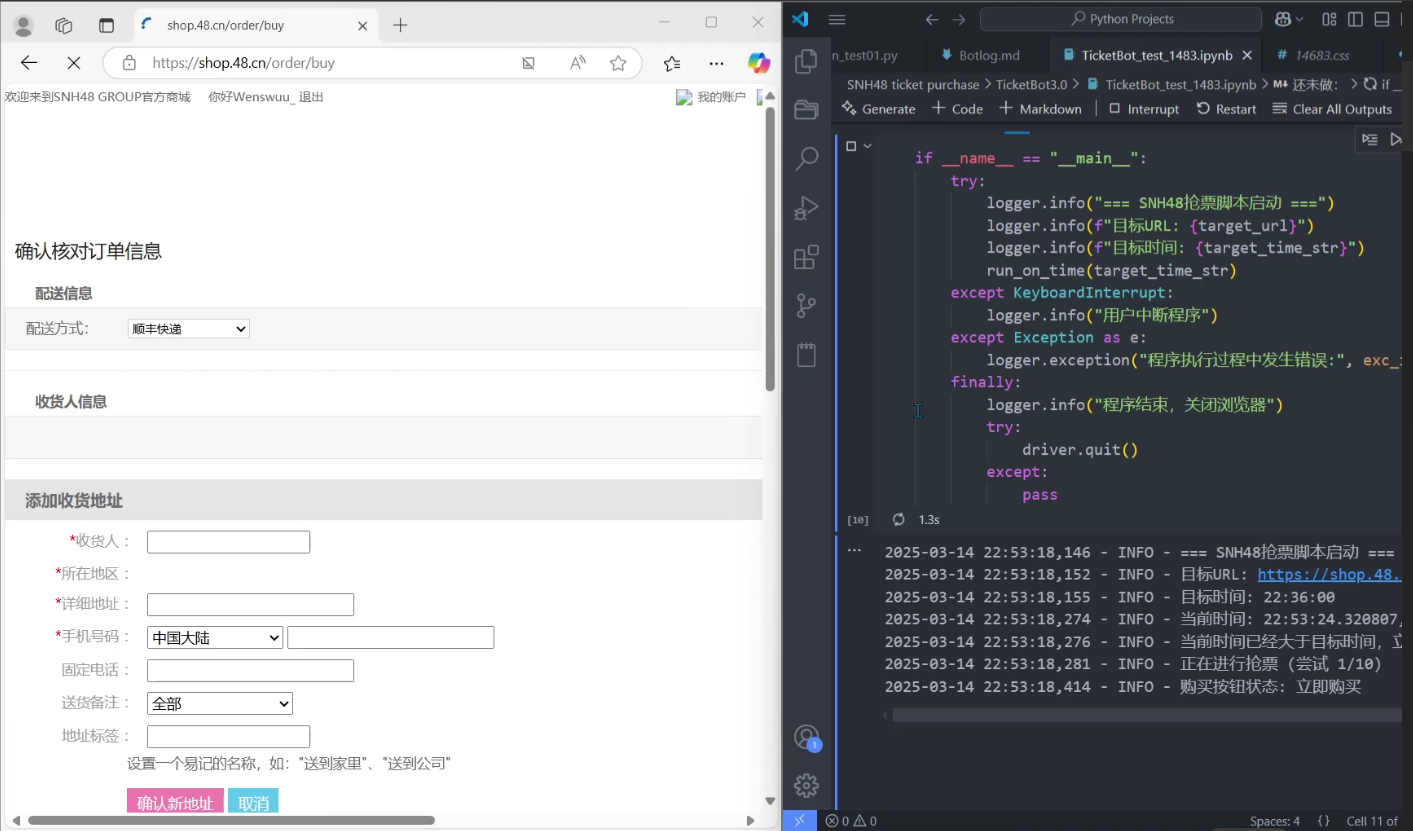 shop.48.cn/order/buy
https://shop.48.cn/order/buy
欢迎来到SNH48 GROUP官方商城 你好Wenswuu_ 退出
我的账户
确认核对订单信息
配送信息
配送方式: 顺丰快递
收货人信息
添加收货地址
*收货人：
*所在地区：
*详细地址：
*手机号码： 中国大陆
固定电话：
送货备注： 全部
地址标签：
设置一个易记的名称，如："送到家里"、"送到公司"
确认新地址 取消
Python Projects
n_test01.py Botlog.md TicketBot_test_1483.ipynb # 14683.css
SNH48 ticket purchase > TicketBot3.0 > TicketBot_test_1483.ipynb > M↓ 还未做： > if _
Generate + Code + Markdown Interrupt Restart Clear All Outputs
if __name__ == "__main__":
try:
logger.info("=== SNH48抢票脚本启动 ===")
logger.info(f"目标URL: {target_url}")
logger.info(f"目标时间: {target_time_str}")
run_on_time(target_time_str)
except KeyboardInterrupt:
logger.info("用户中断程序")
except Exception as e:
logger.exception("程序执行过程中发生错误:", exc_
finally:
logger.info("程序结束，关闭浏览器")
try:
driver.quit()
except:
pass
[10] 1.3s
2025-03-14 22:53:18,146 - INFO - === SNH48抢票脚本启动 ===
2025-03-14 22:53:18,152 - INFO - 目标URL: https://shop.48.
2025-03-14 22:53:18,155 - INFO - 目标时间: 22:36:00
2025-03-14 22:53:18,274 - INFO - 当前时间: 22:53:24.320807,
2025-03-14 22:53:18,276 - INFO - 当前时间已经大于目标时间，立
2025-03-14 22:53:18,281 - INFO - 正在进行抢票 (尝试 1/10)
2025-03-14 22:53:18,414 - INFO - 购买按钮状态: 立即购买
1
0 0 Spaces: 4 {} Cell 11 of